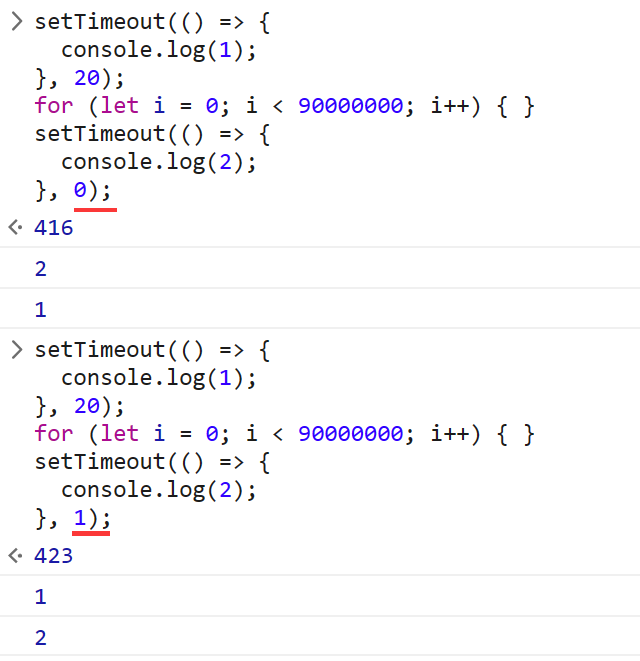 > setTimeout(() => {
  console.log(1);
}, 20);
for (let i = 0; i < 90000000; i++) { }
setTimeout(() => {
  console.log(2);
}, 0);
416
2
1
> setTimeout(() => {
  console.log(1);
}, 20);
for (let i = 0; i < 90000000; i++) { }
setTimeout(() => {
  console.log(2);
}, 1);
423
1
2